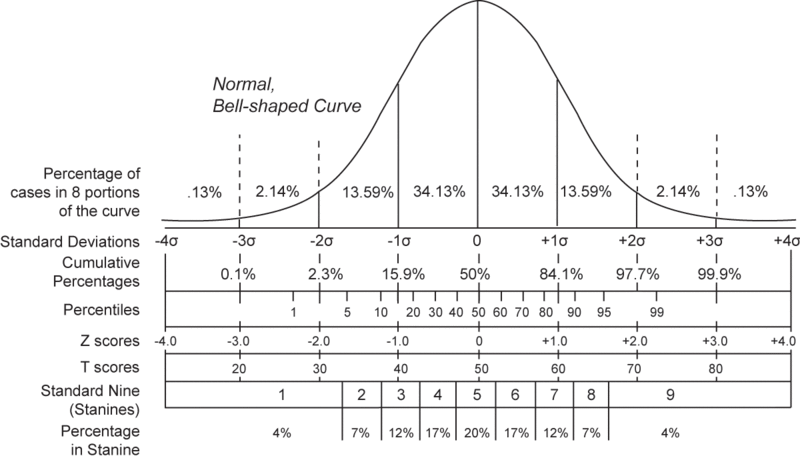 Normal,
Bell-shaped Curve
Percentage of
cases in 8 portions
of the curve
.13% 2.14% 13.59% 34.13% 34.13% 13.59% 2.14% .13%
Standard Deviations -4σ -3σ -2σ -1σ 0 +1σ +2σ +3σ +4σ
Cumulative
Percentages
0.1% 2.3% 15.9% 50% 84.1% 97.7% 99.9%
Percentiles 1 5 10 20 30 40 50 60 70 80 90 95 99
Z scores -4.0 -3.0 -2.0 -1.0 0 +1.0 +2.0 +3.0 +4.0
T scores 20 30 40 50 60 70 80
Standard Nine
(Stanines)
1 2 3 4 5 6 7 8 9
Percentage
in Stanine
4% 7% 12% 17% 20% 17% 12% 7% 4%